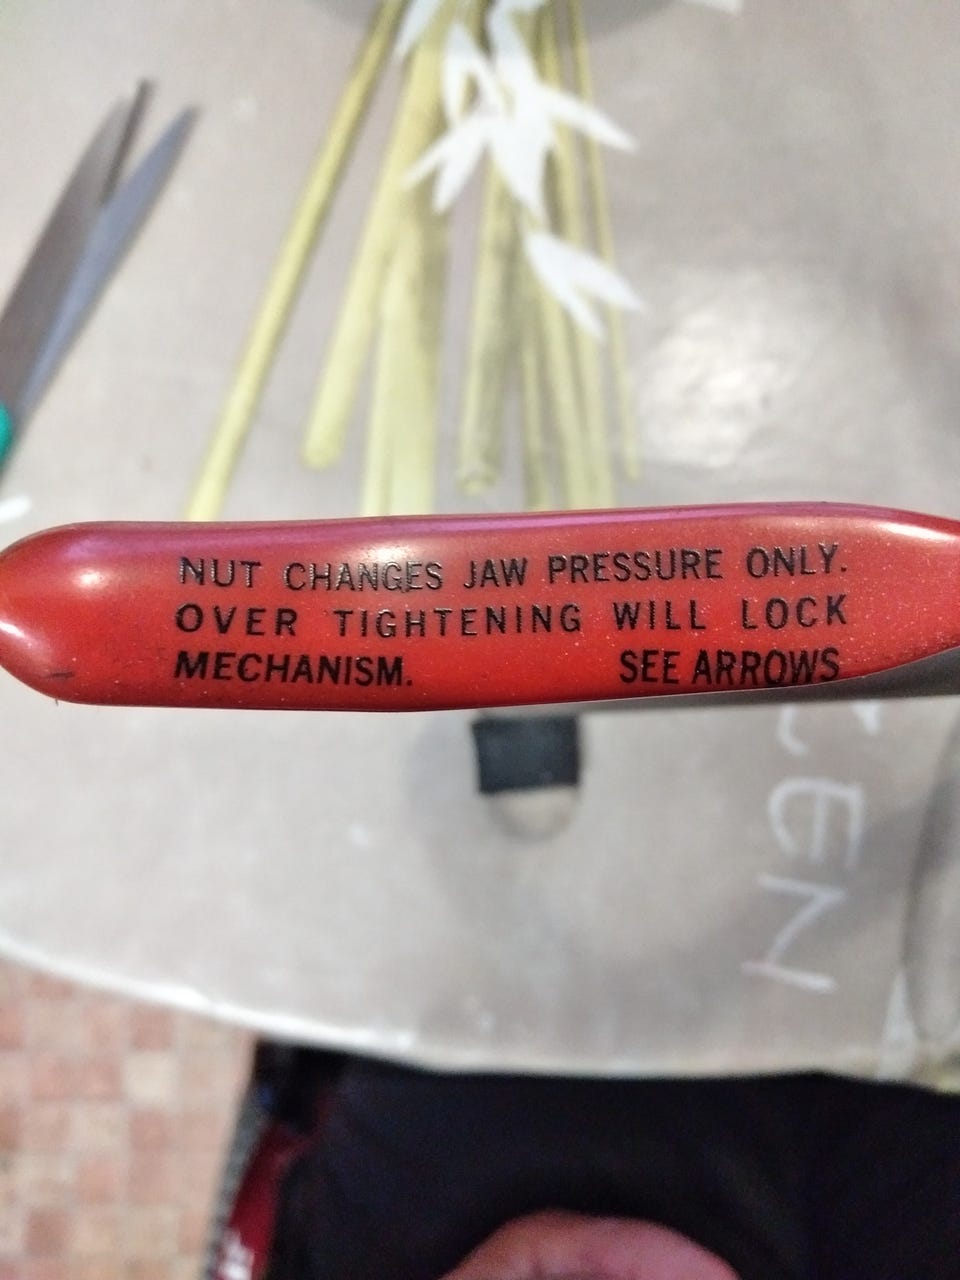 NUT CHANGES JAW PRESSURE ONLY.
OVER TIGHTENING WILL LOCK
MECHANISM. SEE ARROWS